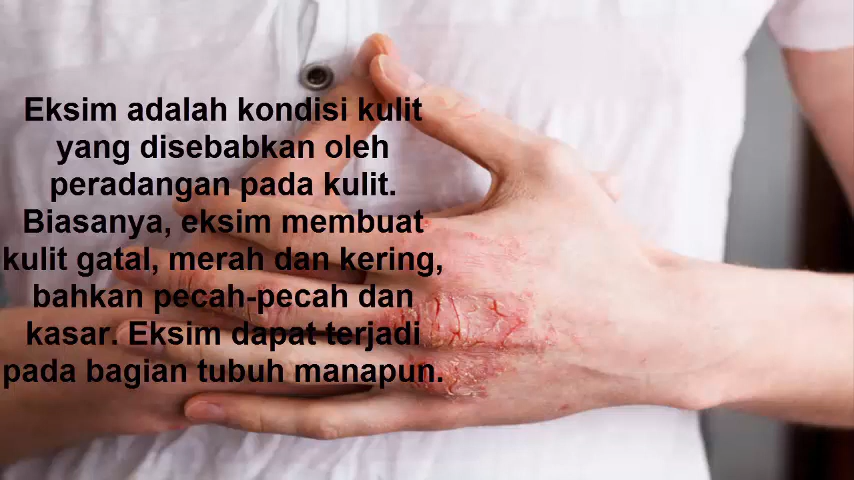 Eksim adalah kondisi kulit
yang disebabkan oleh
peradangan pada kulit.
Biasanya, eksim membuat
kulit gatal, merah dan kering,
bahkan pecah-pecah dan
kasar. Eksim dapat terjadi
pada bagian tubuh manapun.